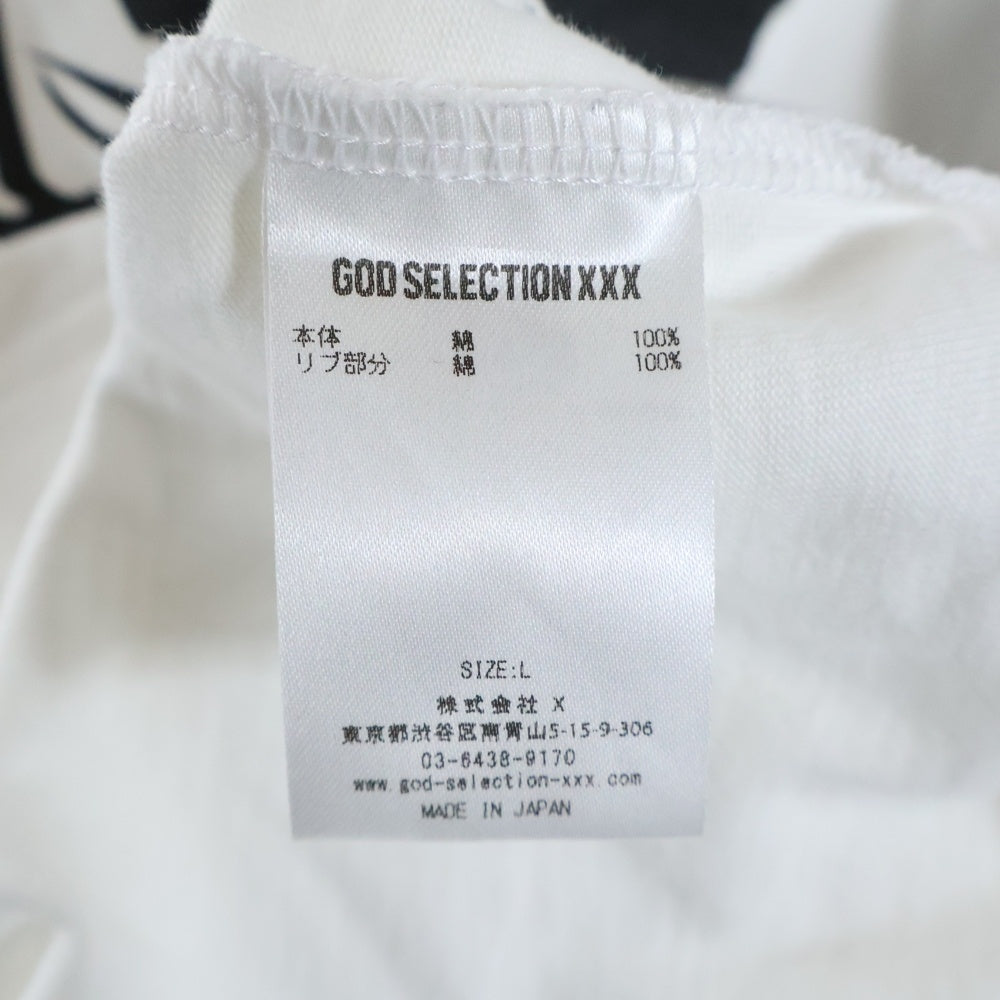 GOD SELECTION XXX
本体 綿 100%
リブ部分 綿 100%
SIZE:L
株式会社 X
東京都渋谷区南青山5-15-9-306
03-6438-9170
www.god-selection-xxx.com
MADE IN JAPAN